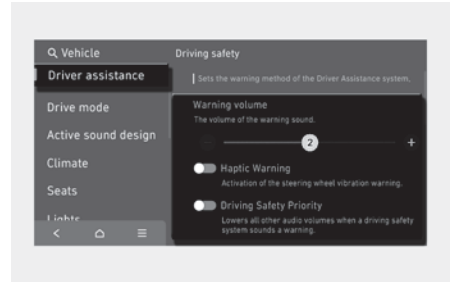 Vehicle
Driving safety
Driver assistance
Sets the warning method of the Driver Assistance system.
Drive mode
Active sound design
Climate
Seats
Lights
Warning volume
The volume of the warning sound.
2
+
Haptic Warning
Activation of the steering wheel vibration warning.
Driving Safety Priority
Lowers all other audio volumes when a driving safety
system sounds a warning.